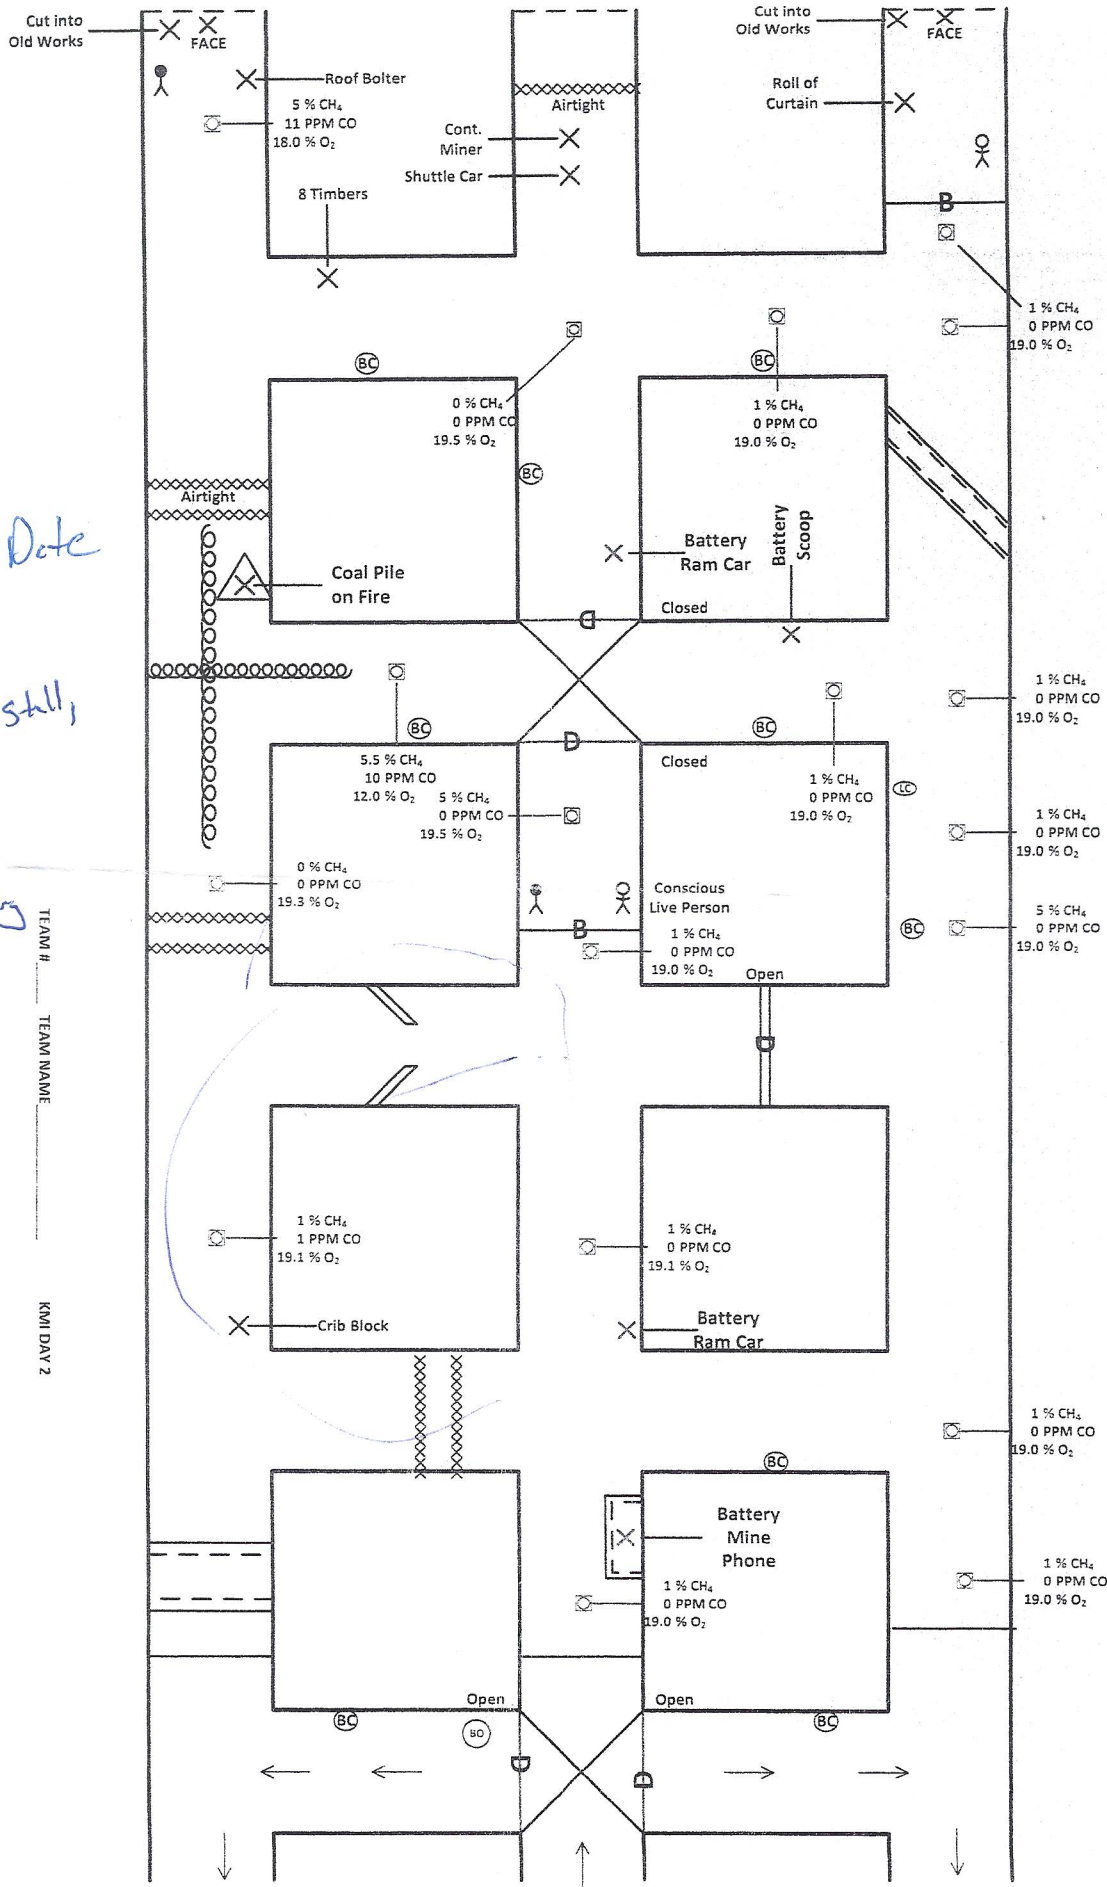 Cut into
Old Works
FACE
Roof Bolter
5 % CH₄
11 PPM CO
18.0 % O₂
8 Timbers
Airtight
Cont.
Miner
Shuttle Car
Cut into
Old Works
FACE
Roll of
Curtain
B
1 % CH₄
0 PPM CO
19.0 % O₂
BC
0 % CH₄
0 PPM CO
19.5 % O₂
BC
BC
1 % CH₄
0 PPM CO
19.0 % O₂
Airtight
Date
Coal Pile
on Fire
Battery
Ram Car
Battery
Scoop
D
Closed
1 % CH₄
0 PPM CO
19.0 % O₂
BC
BC
D
Closed
5.5 % CH₄
10 PPM CO
12.0 % O₂
5 % CH₄
0 PPM CO
19.5 % O₂
1 % CH₄
0 PPM CO
19.0 % O₂
LC
1 % CH₄
0 PPM CO
19.0 % O₂
0 % CH₄
0 PPM CO
19.3 % O₂
Conscious
Live Person
B
1 % CH₄
0 PPM CO
19.0 % O₂
BC
5 % CH₄
0 PPM CO
19.0 % O₂
Open
D
TEAM #____ TEAM NAME____________ KMI DAY 2
1 % CH₄
1 PPM CO
19.1 % O₂
1 % CH₄
0 PPM CO
19.1 % O₂
Crib Block
Battery
Ram Car
1 % CH₄
0 PPM CO
19.0 % O₂
BC
Battery
Mine
Phone
1 % CH₄
0 PPM CO
19.0 % O₂
1 % CH₄
0 PPM CO
19.0 % O₂
Open
Open
BC
BO
BC
D
D